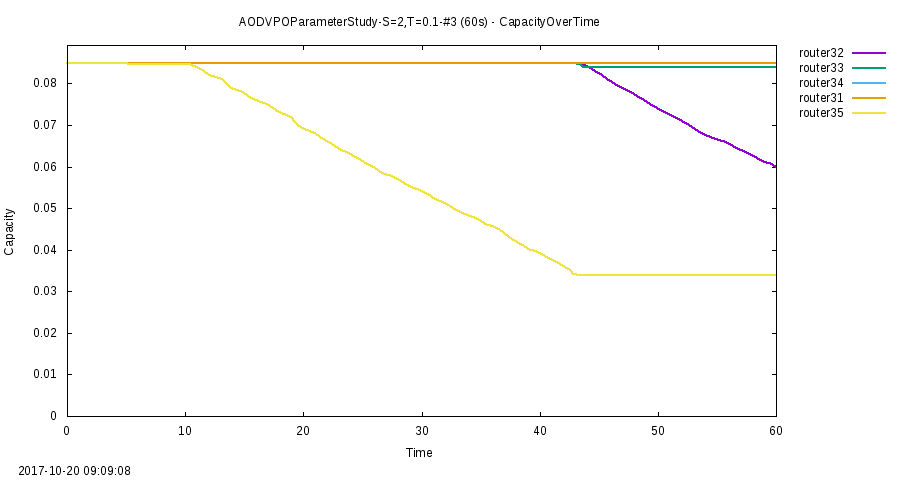 AODVPOParameterStudy-S=2,T=0.1-#3 (60s) - CapacityOverTime
router32
router33
router34
router31
router35
0.08
0.07
0.06
0.05
0.04
0.03
0.02
0.01
0
Capacity
0 10 20 30 40 50 60
Time
2017-10-20 09:09:08